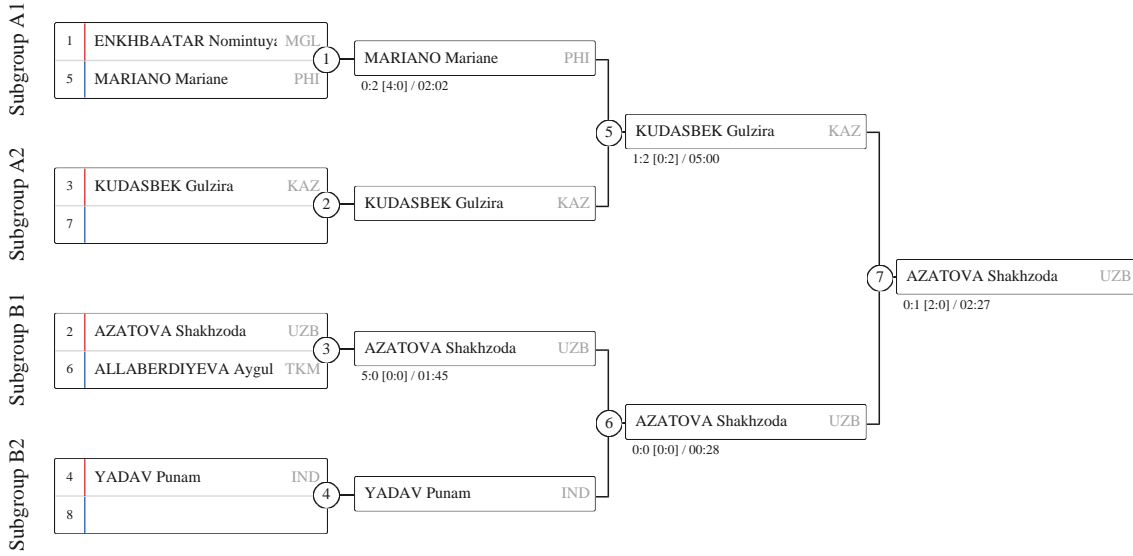 Subgroup A1
1 ENKHBAATAR Nomintuya MGL
5 MARIANO Mariane PHI
1
MARIANO Mariane PHI
0:2 [4:0] / 02:02
5
KUDASBEK Gulzira KAZ
1:2 [0:2] / 05:00
Subgroup A2
3 KUDASBEK Gulzira KAZ
7
2
KUDASBEK Gulzira KAZ
7
AZATOVA Shakhzoda UZB
0:1 [2:0] / 02:27
Subgroup B1
2 AZATOVA Shakhzoda UZB
6 ALLABERDIYEVA Aygul TKM
3
AZATOVA Shakhzoda UZB
5:0 [0:0] / 01:45
6
AZATOVA Shakhzoda UZB
0:0 [0:0] / 00:28
Subgroup B2
4 YADAV Punam IND
8
4
YADAV Punam IND